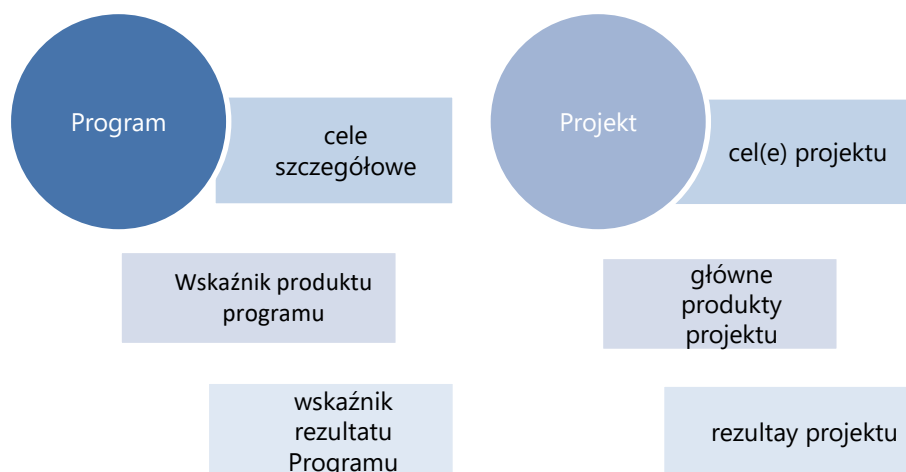 Program
cele
szczegółowe
Wskaźnik produktu
programu
wskaźnik
rezultatu
Programu
Projekt
cel(e) projektu
główne
produkty
projektu
rezultay projektu